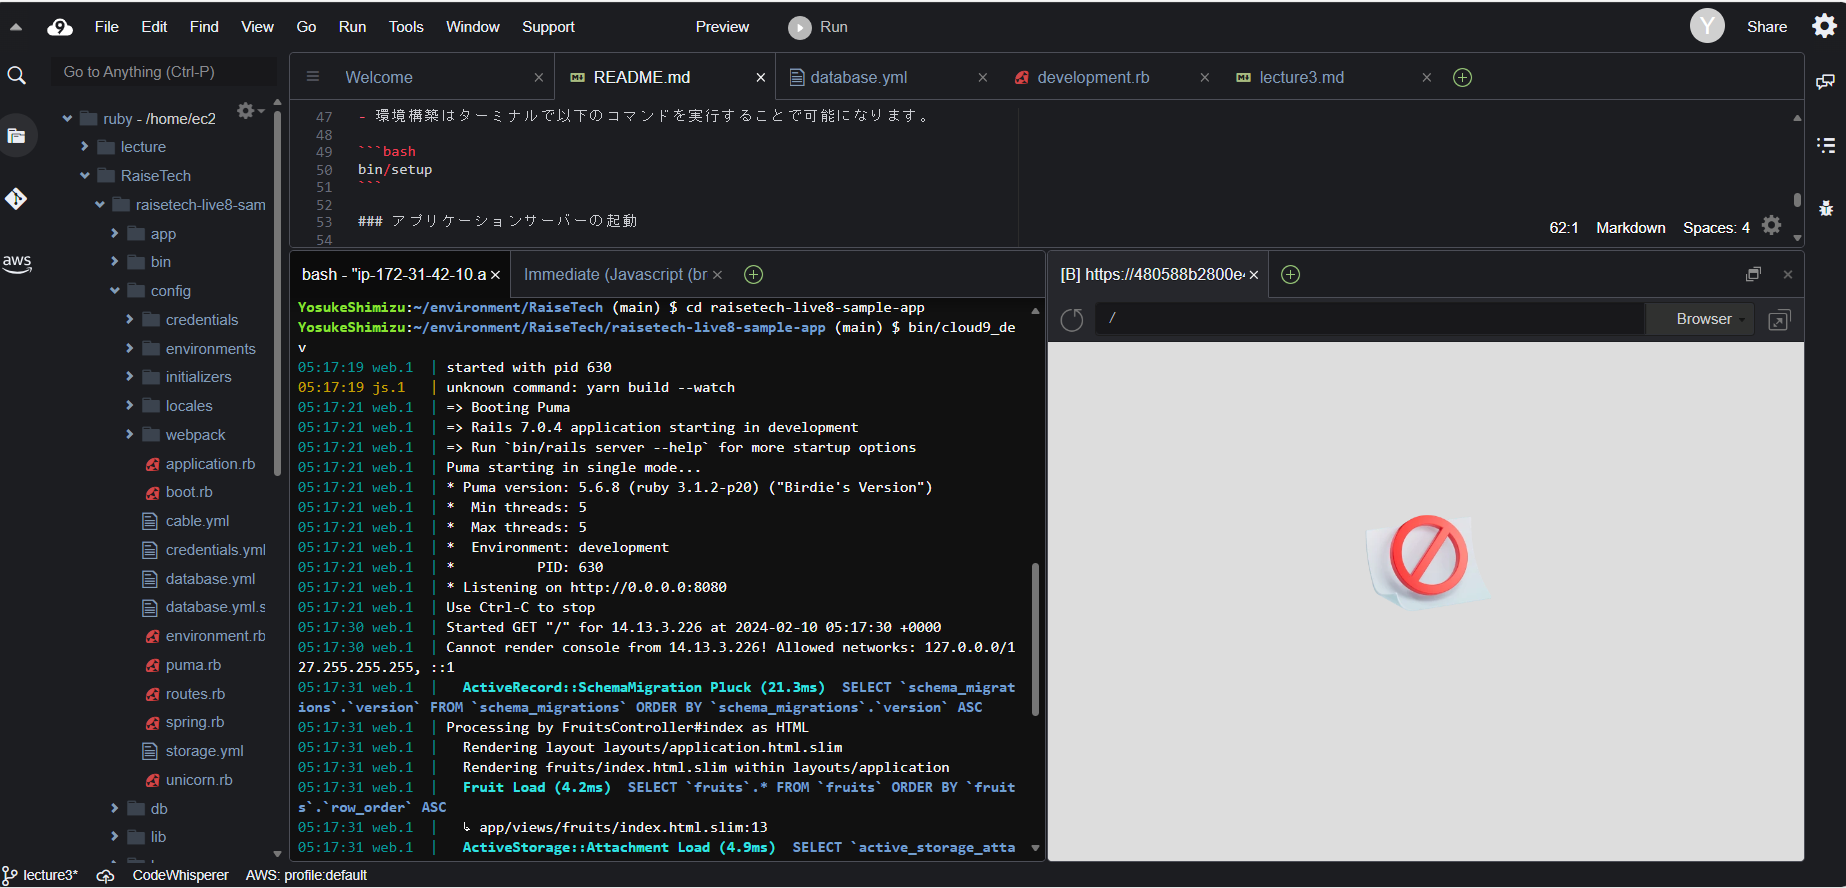 File Edit Find View Go Run Tools Window Support Preview Run Y Share
Go to Anything (Ctrl-P)
Welcome README.md database.yml development.rb lecture3.md
ruby - /home/ec2
lecture
RaiseTech
raisetech-live8-sam
app
bin
config
credentials
environments
initializers
locales
webpack
application.rb
boot.rb
cable.yml
credentials.yml
database.yml
database.yml.s
environment.rb
puma.rb
routes.rb
spring.rb
storage.yml
unicorn.rb
db
lib
aws
47 - 環境構築はターミナルで以下のコマンドを実行することで可能になります。
48
49 ```bash
50 bin/setup
51 ```
52
53 ### アプリケーションサーバーの起動
54
62:1 Markdown Spaces: 4
bash - "ip-172-31-42-10.a Immediate (Javascript (br
YosukeShimizu:~/environment/RaiseTech (main) $ cd raisetech-live8-sample-app
YosukeShimizu:~/environment/RaiseTech/raisetech-live8-sample-app (main) $ bin/cloud9_de
v
05:17:19 web.1 | started with pid 630
05:17:19 js.1 | unknown command: yarn build --watch
05:17:21 web.1 | => Booting Puma
05:17:21 web.1 | => Rails 7.0.4 application starting in development
05:17:21 web.1 | => Run `bin/rails server --help` for more startup options
05:17:21 web.1 | Puma starting in single mode...
05:17:21 web.1 | * Puma version: 5.6.8 (ruby 3.1.2-p20) ("Birdie's Version")
05:17:21 web.1 | * Min threads: 5
05:17:21 web.1 | * Max threads: 5
05:17:21 web.1 | * Environment: development
05:17:21 web.1 | * PID: 630
05:17:21 web.1 | * Listening on http://0.0.0.0:8080
05:17:21 web.1 | Use Ctrl-C to stop
05:17:30 web.1 | Started GET "/" for 14.13.3.226 at 2024-02-10 05:17:30 +0000
05:17:30 web.1 | Cannot render console from 14.13.3.226! Allowed networks: 127.0.0.0/1
27.255.255.255, ::1
05:17:31 web.1 | ActiveRecord::SchemaMigration Pluck (21.3ms) SELECT `schema_migrat
ions`.`version` FROM `schema_migrations` ORDER BY `schema_migrations`.`version` ASC
05:17:31 web.1 | Processing by FruitsController#index as HTML
05:17:31 web.1 | Rendering layout layouts/application.html.slim
05:17:31 web.1 | Rendering fruits/index.html.slim within layouts/application
05:17:31 web.1 | Fruit Load (4.2ms) SELECT `fruits`.* FROM `fruits` ORDER BY `fruit
s`.`row_order` ASC
05:17:31 web.1 | ↳ app/views/fruits/index.html.slim:13
05:17:31 web.1 | ActiveStorage::Attachment Load (4.9ms) SELECT `active_storage_atta
[B] https://480588b2800e
/ Browser
lecture3* CodeWhisperer AWS: profile:default